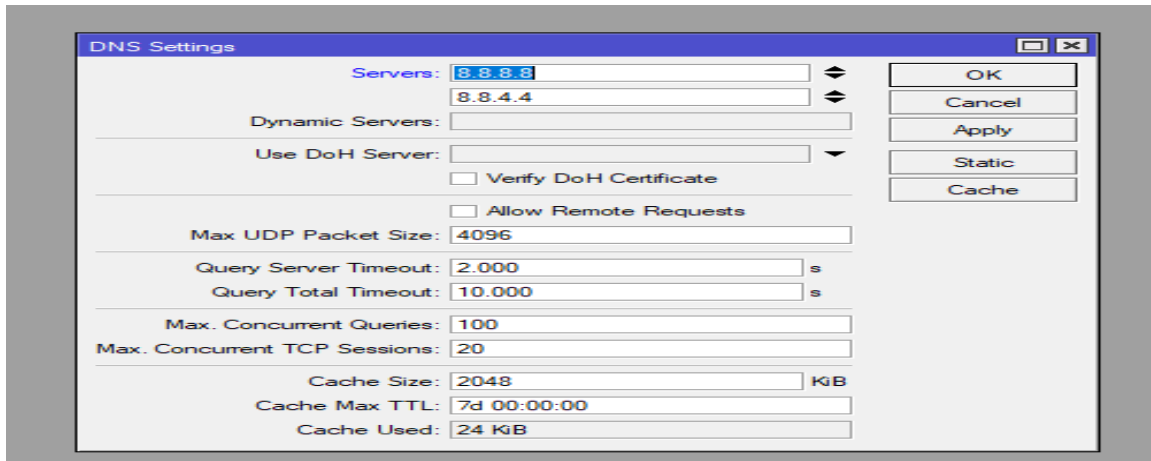 DNS Settings
Servers: 8.8.8.8 OK
8.8.4.4 Cancel
Dynamic Servers: Apply
Use DoH Server: Static
Verify DoH Certificate Cache
Allow Remote Requests
Max UDP Packet Size: 4096
Query Server Timeout: 2.000 s
Query Total Timeout: 10.000 s
Max. Concurrent Queries: 100
Max. Concurrent TCP Sessions: 20
Cache Size: 2048 KiB
Cache Max TTL: 7d 00:00:00
Cache Used: 24 KiB